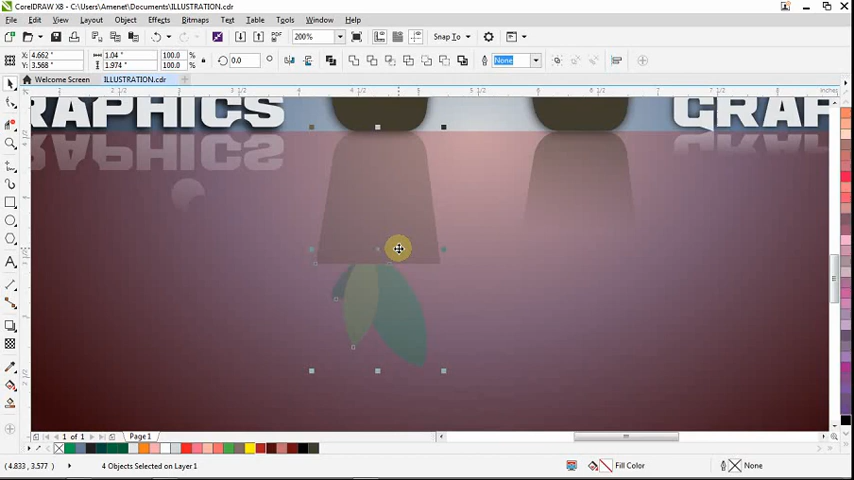 CorelDRAW X8 - C:\Users\Amenet\Documents\ILLUSTRATION.cdr
File Edit View Layout Object Effects Bitmaps Text Table Tools Window Help
200% PDF Snap To
X: 4.662 " 1.04 " 100.0 % 0.0 None
Y: 3.568 " 1.974 " 100.0 %
Welcome Screen ILLUSTRATION.cdr
inches
RAPHICS GRAP
1 of 1 Page 1
(4.833, 3.577) 4 Objects Selected on Layer 1 Fill Color None